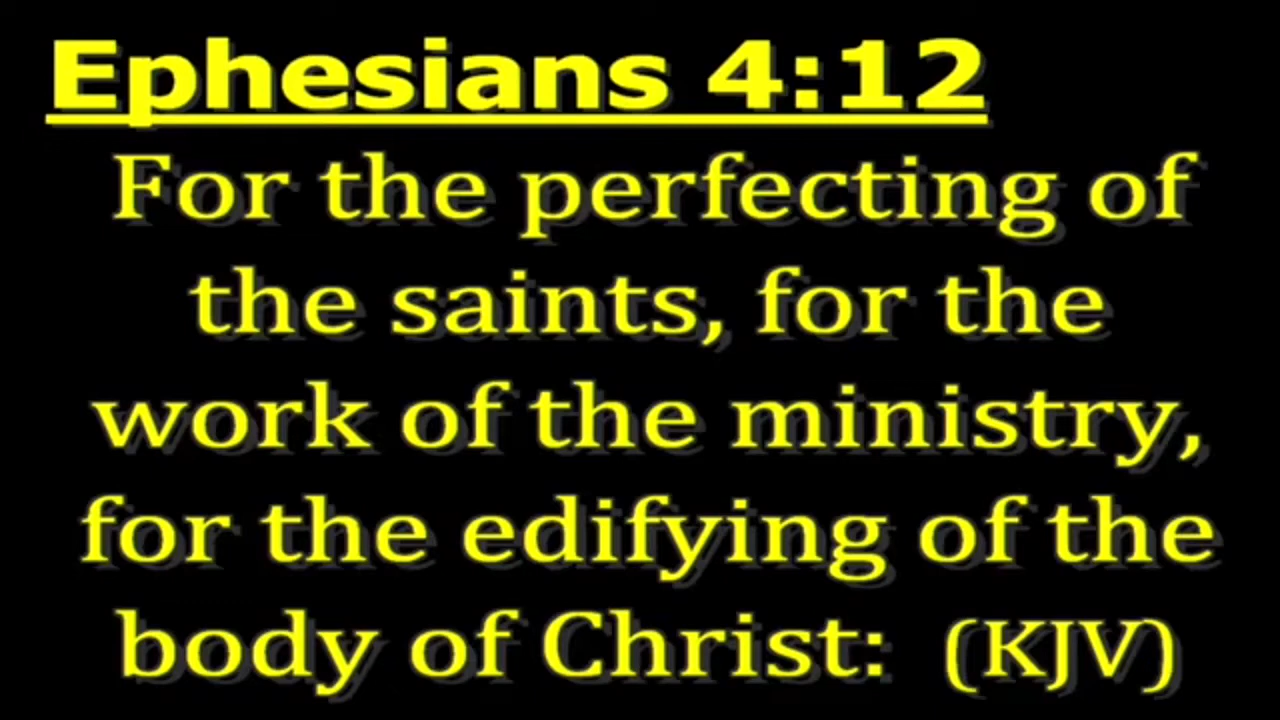 Ephesians 4:12
For the perfecting of
the saints, for the
work of the ministry,
for the edifying of the
body of Christ: (KJV)